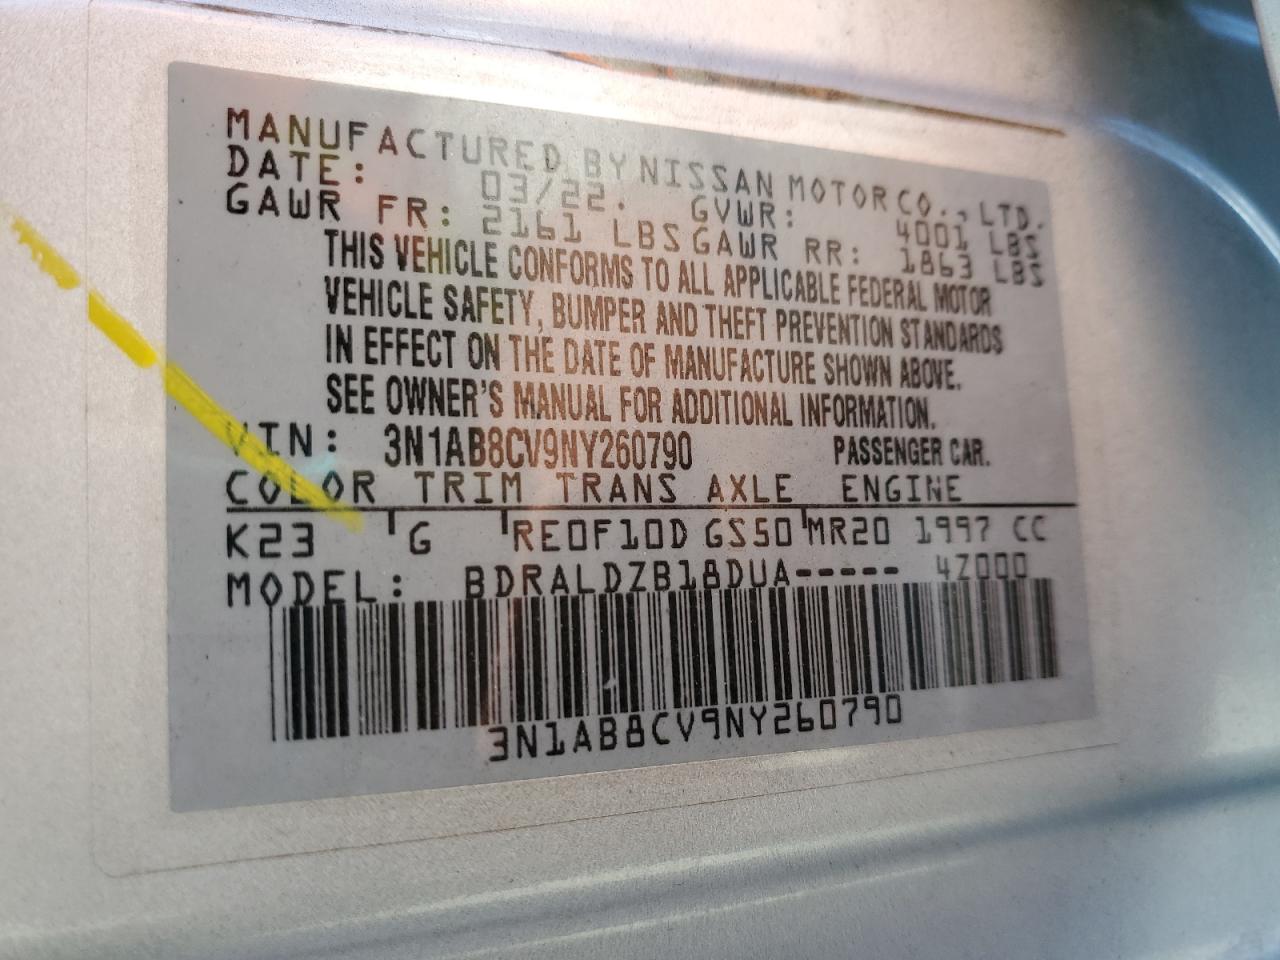 MANUFACTURED BY NISSAN MOTOR CO., LTD.
DATE: 03/22. GVWR: 4001 LBS
GAWR FR: 2161 LBS GAWR RR: 1863 LBS
THIS VEHICLE CONFORMS TO ALL APPLICABLE FEDERAL MOTOR
VEHICLE SAFETY, BUMPER AND THEFT PREVENTION STANDARDS
IN EFFECT ON THE DATE OF MANUFACTURE SHOWN ABOVE.
SEE OWNER'S MANUAL FOR ADDITIONAL INFORMATION.
VIN: 3N1AB8CV9NY260790 PASSENGER CAR.
COLOR TRIM TRANS AXLE ENGINE
K23 G RE0F10D GS50 MR20 1997 CC
MODEL: BDRALDZB18DUA----- 4Z000
3N1AB8CV9NY260790